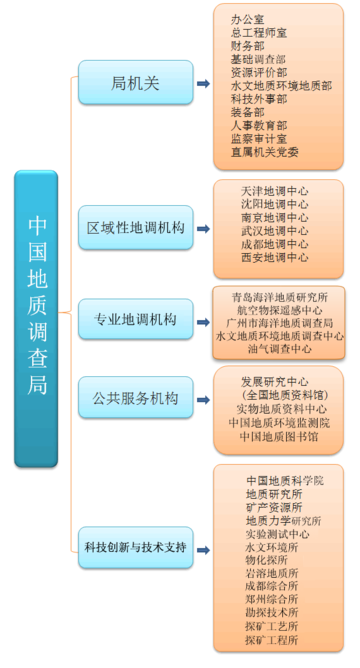 中国地质调查局
局机关
办公室
总工程师室
财务部
基础调查部
资源评价部
水文地质环境地质部
科技外事部
装备部
人事教育部
监察审计室
直属机关党委
区域性地调机构
天津地调中心
沈阳地调中心
南京地调中心
武汉地调中心
成都地调中心
西安地调中心
专业地调机构
青岛海洋地质研究所
航空物探遥感中心
广州市海洋地质调查局
水文地质环境地质调查中心
油气调查中心
公共服务机构
发展研究中心
(全国地质资料馆)
实物地质资料中心
中国地质环境监测院
中国地质图书馆
科技创新与技术支持
中国地质科学院
地质研究所
矿产资源所
地质力学研究所
实验测试中心
水文环境所
物化探所
岩溶地质所
成都综合所
郑州综合所
勘探技术所
探矿工艺所
探矿工程所